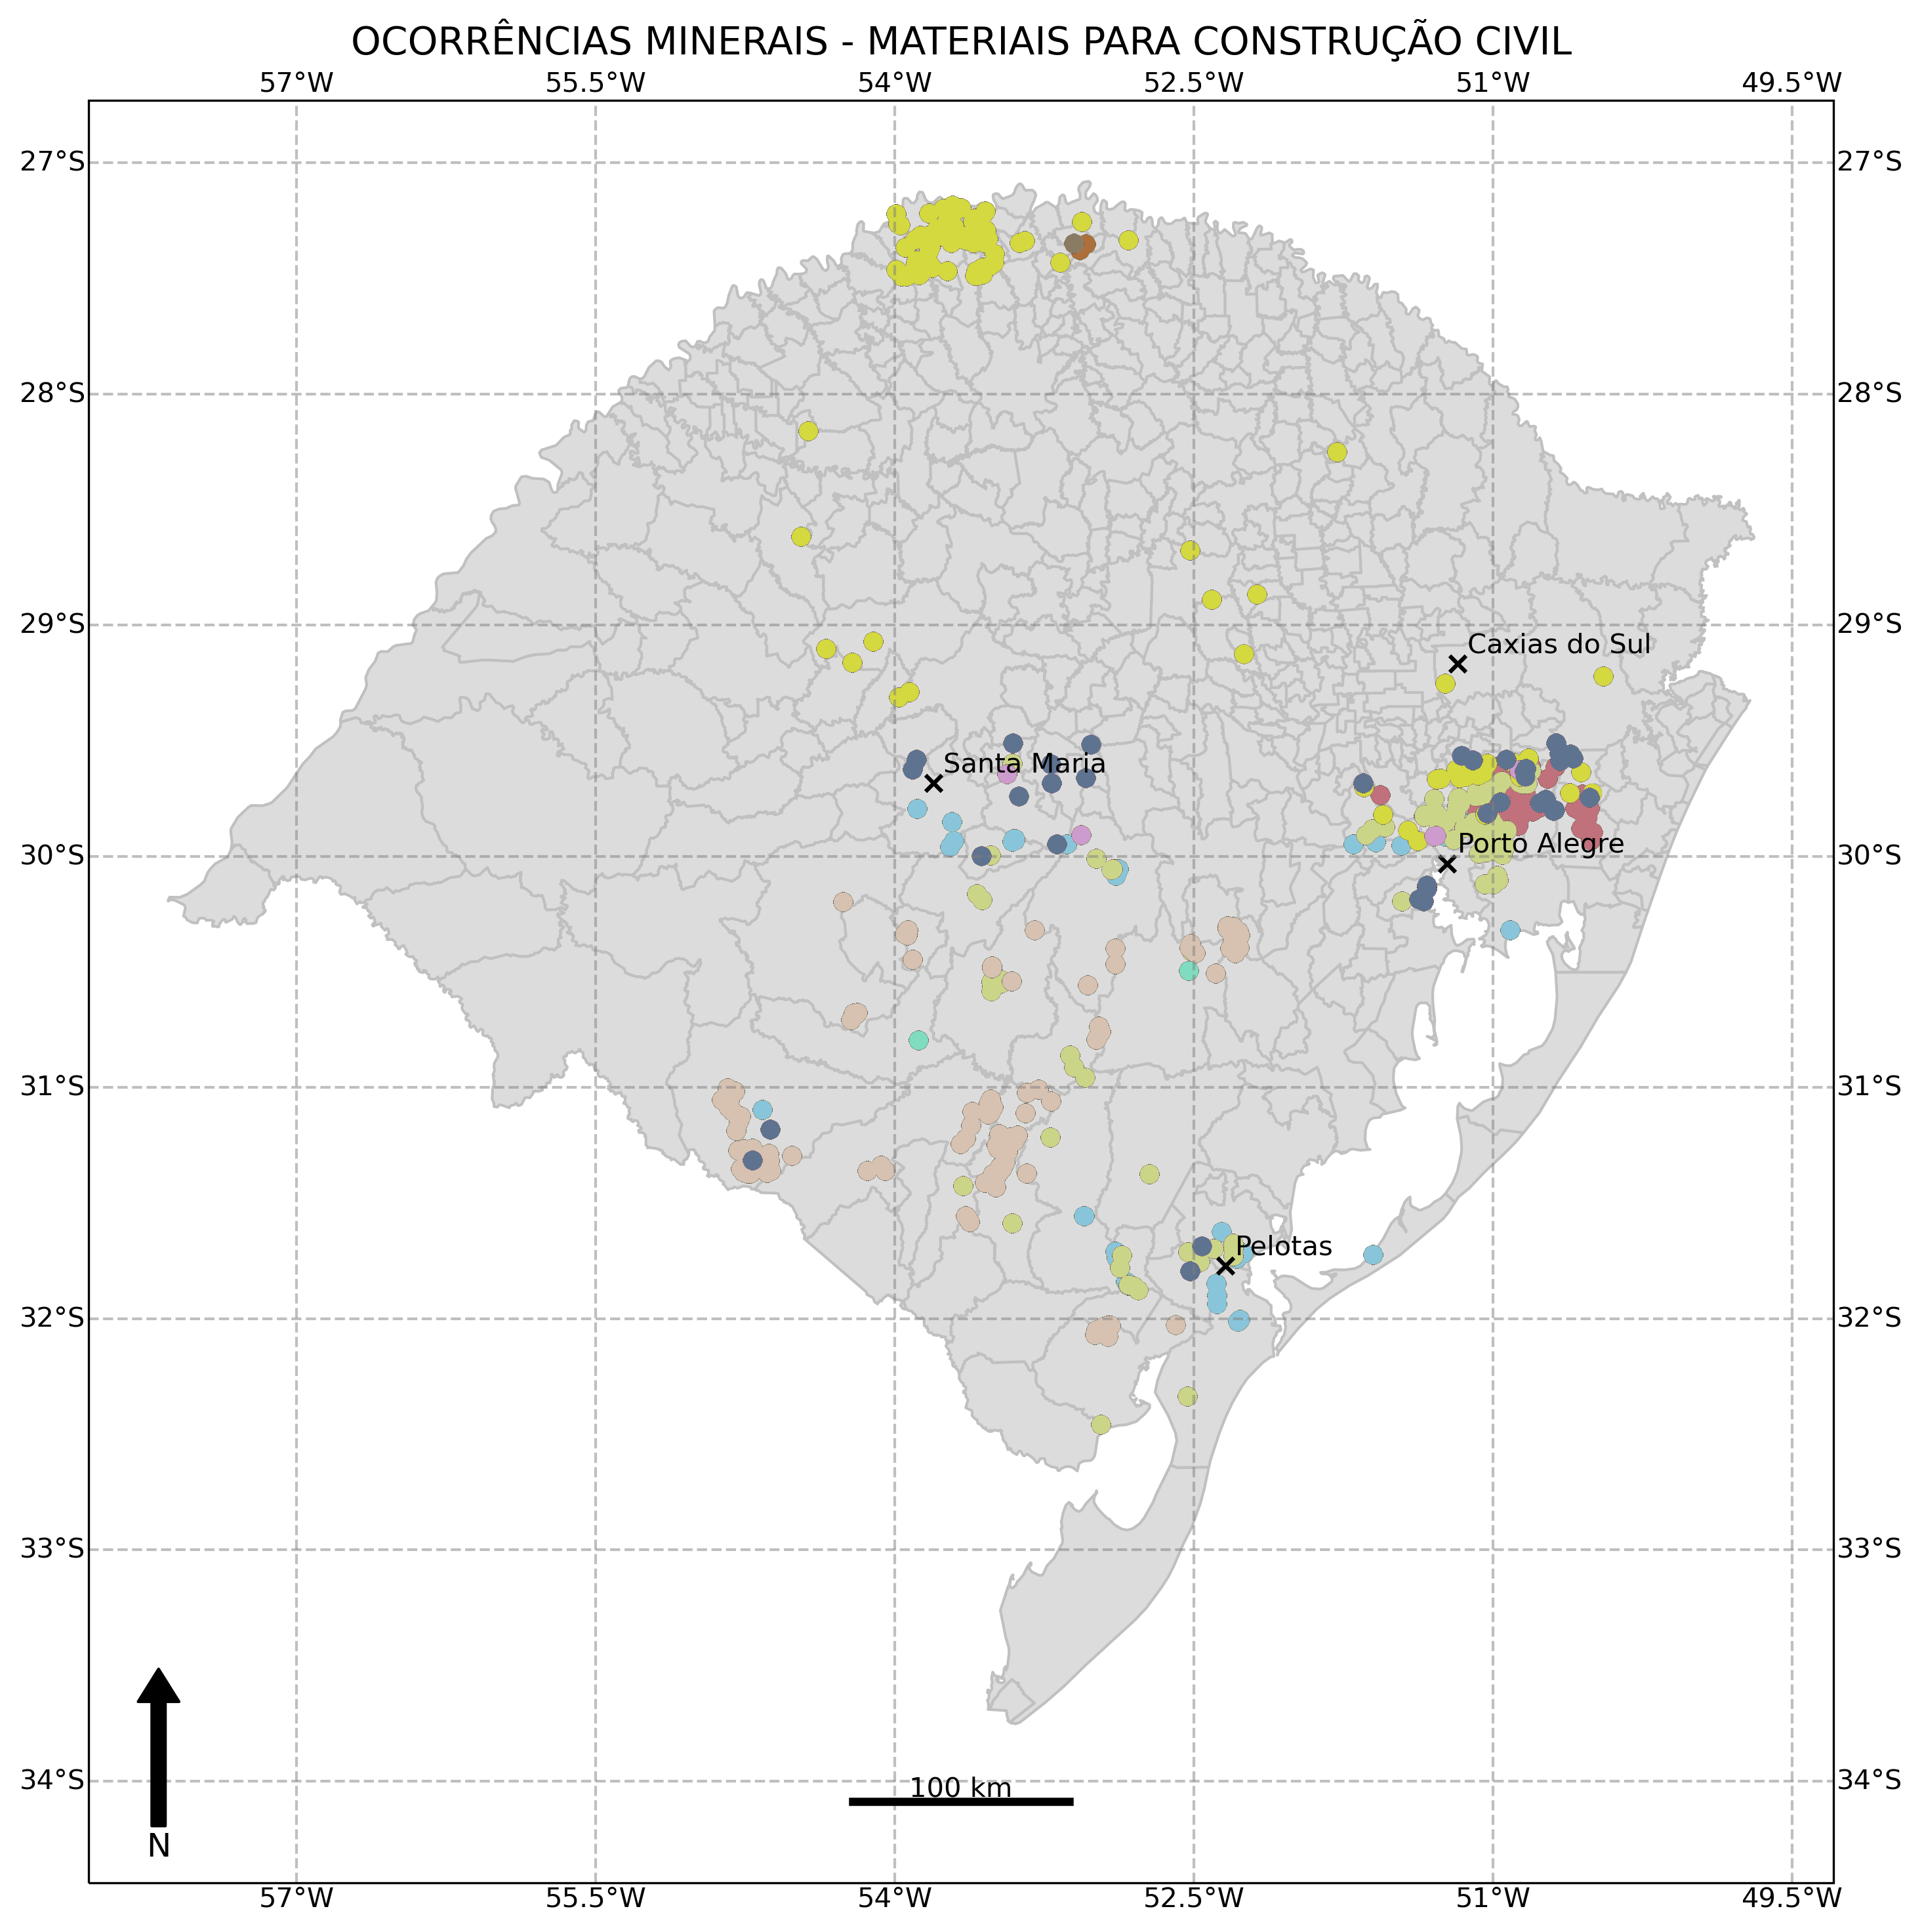 OCORRÊNCIAS MINERAIS - MATERIAIS PARA CONSTRUÇÃO CIVIL
57°W 55.5°W 54°W 52.5°W 51°W 49.5°W
27°S 27°S
28°S 28°S
29°S 29°S
Caxias do Sul
Santa Maria
Porto Alegre
30°S 30°S
31°S 31°S
Pelotas
32°S 32°S
33°S 33°S
34°S 34°S
100 km
N
57°W 55.5°W 54°W 52.5°W 51°W 49.5°W